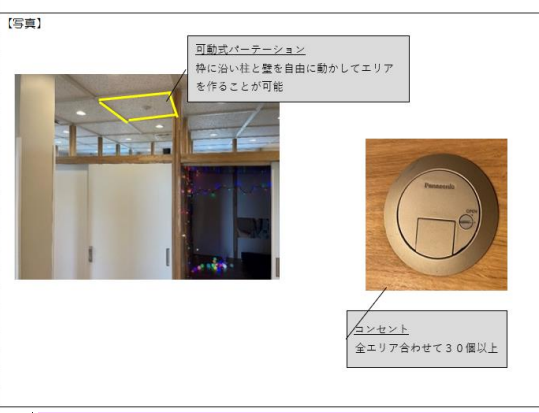 【写真】
可動式パーテーション
枠に沿い柱と壁を自由に動かしてエリア
を作ることが可能
Panasonic
OPEN
コンセント
全エリア合わせて３０個以上